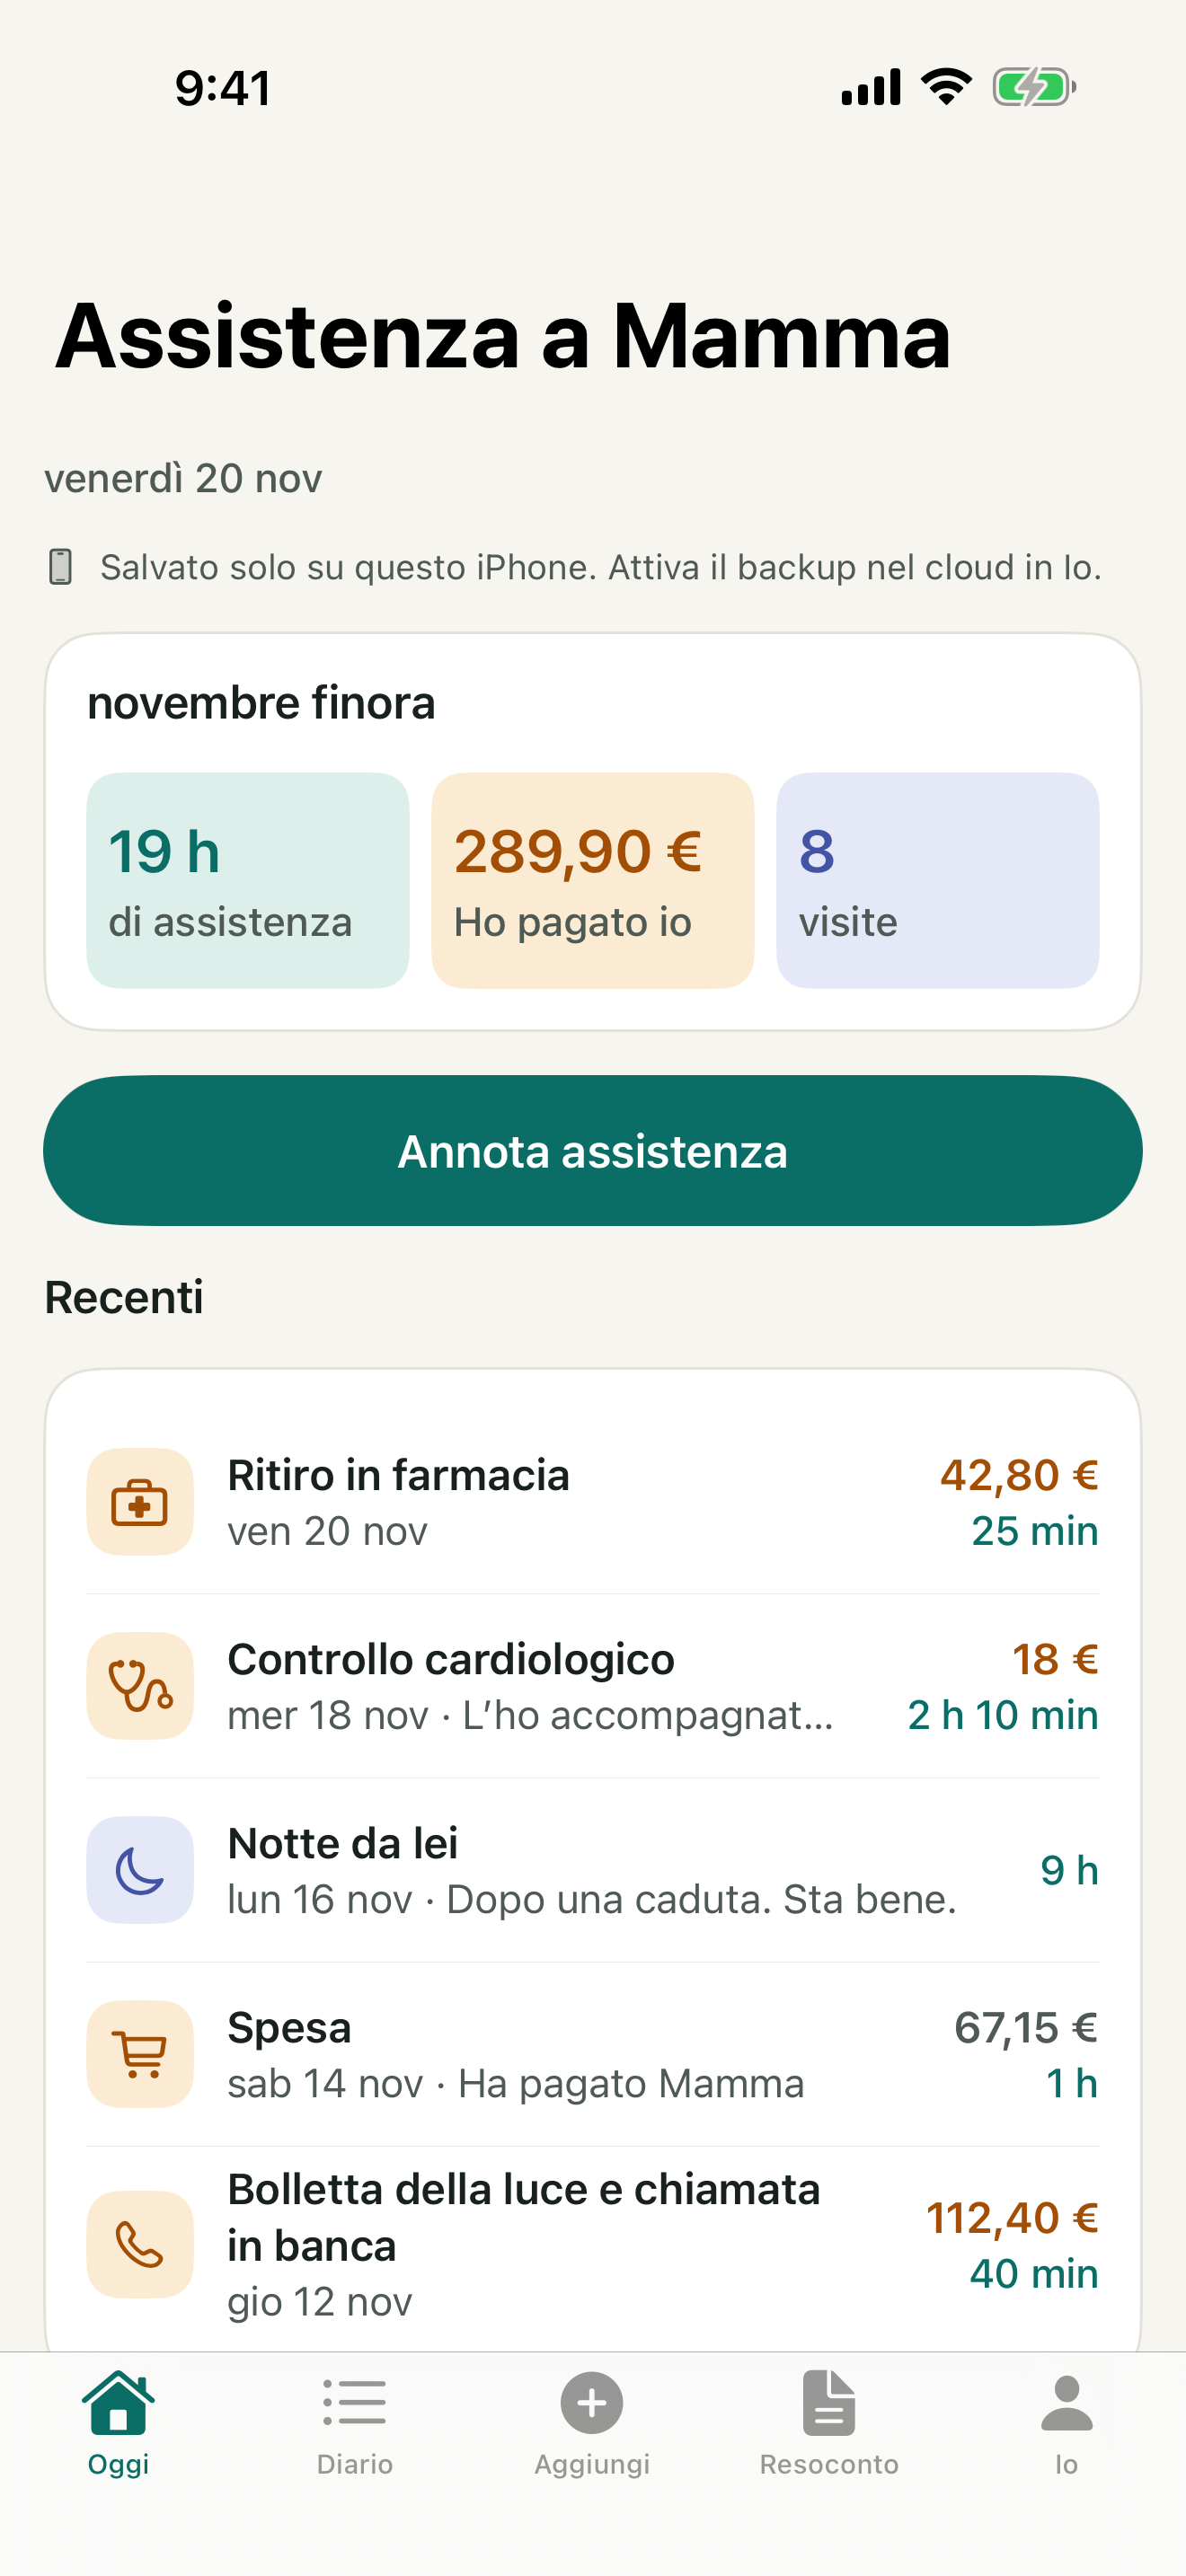 9:41
Assistenza a Mamma
venerdì 20 nov
Salvato solo su questo iPhone. Attiva il backup nel cloud in Io.
novembre finora
19 h
di assistenza
289,90 €
Ho pagato io
8
visite
Annota assistenza
Recenti
Ritiro in farmacia
ven 20 nov
42,80 €
25 min
Controllo cardiologico
mer 18 nov · L’ho accompagnat…
18 €
2 h 10 min
Notte da lei
lun 16 nov · Dopo una caduta. Sta bene.
9 h
Spesa
sab 14 nov · Ha pagato Mamma
67,15 €
1 h
Bolletta della luce e chiamata
in banca
gio 12 nov
112,40 €
40 min
Oggi
Diario
Aggiungi
Resoconto
Io